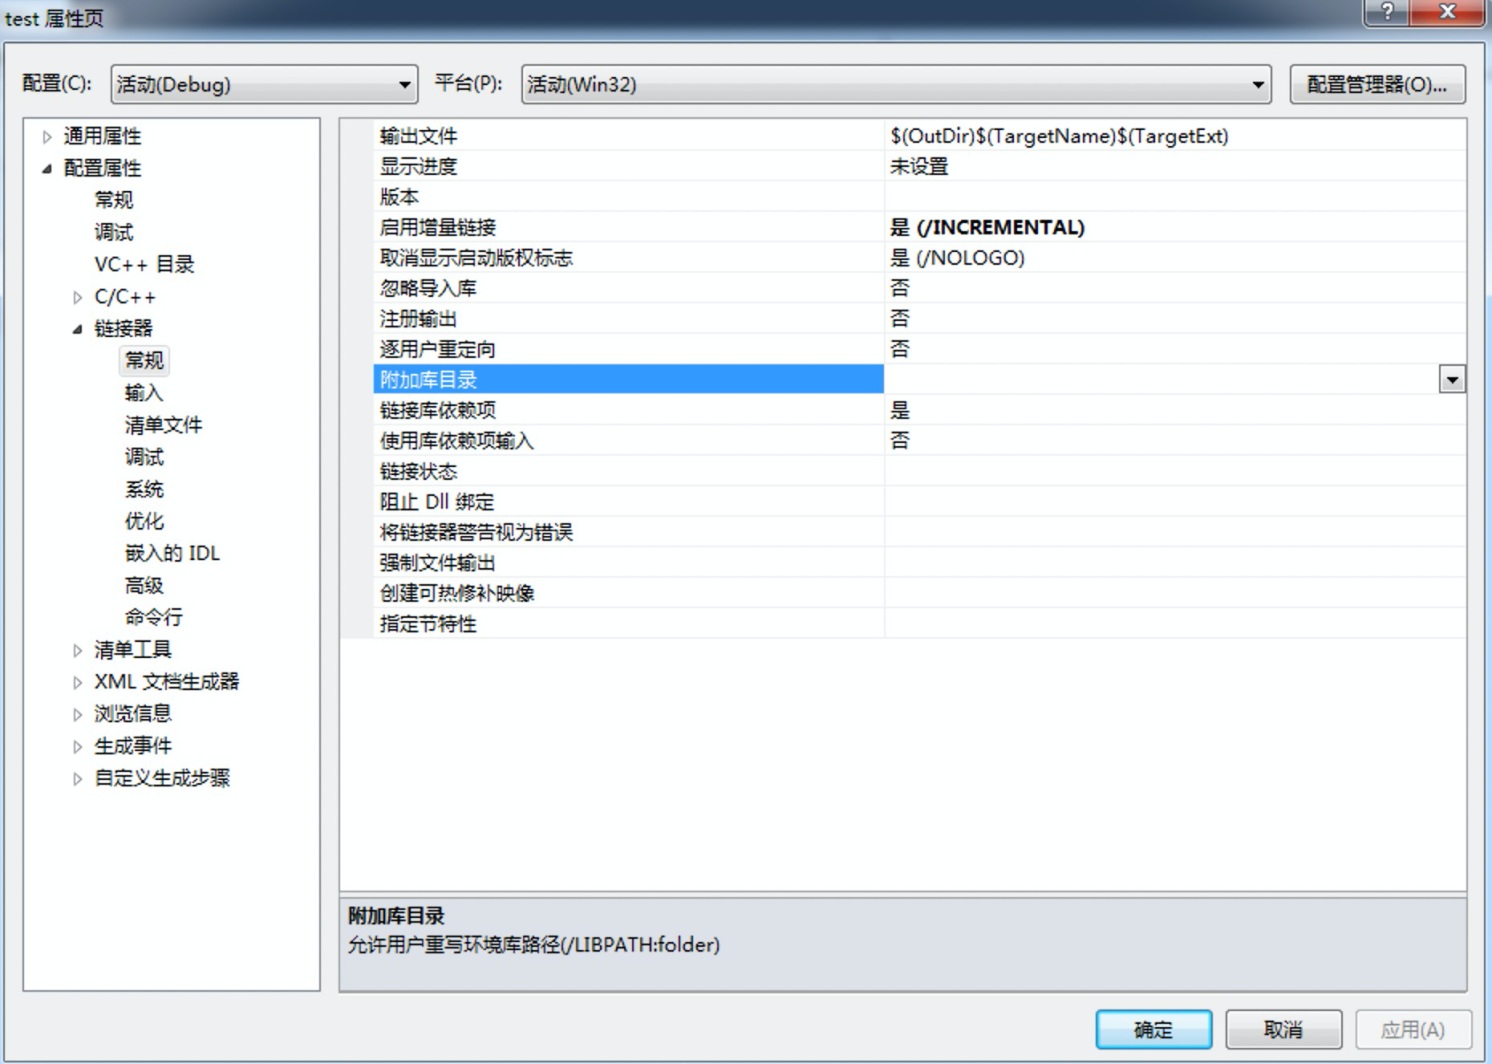 test 属性页
配置(C): 活动(Debug) 平台(P): 活动(Win32) 配置管理器(O)...
通用属性
配置属性
常规
调试
VC++ 目录
C/C++
链接器
常规
输入
清单文件
调试
系统
优化
嵌入的 IDL
高级
命令行
清单工具
XML 文档生成器
浏览信息
生成事件
自定义生成步骤
输出文件 $(OutDir)$(TargetName)$(TargetExt)
显示进度 未设置
版本
启用增量链接 是 (/INCREMENTAL)
取消显示启动版权标志 是 (/NOLOGO)
忽略导入库 否
注册输出 否
逐用户重定向 否
附加库目录
链接库依赖项 是
使用库依赖项输入 否
链接状态
阻止 Dll 绑定
将链接器警告视为错误
强制文件输出
创建可热修补映像
指定节特性
附加库目录
允许用户重写环境库路径(/LIBPATH:folder)
确定 取消 应用(A)